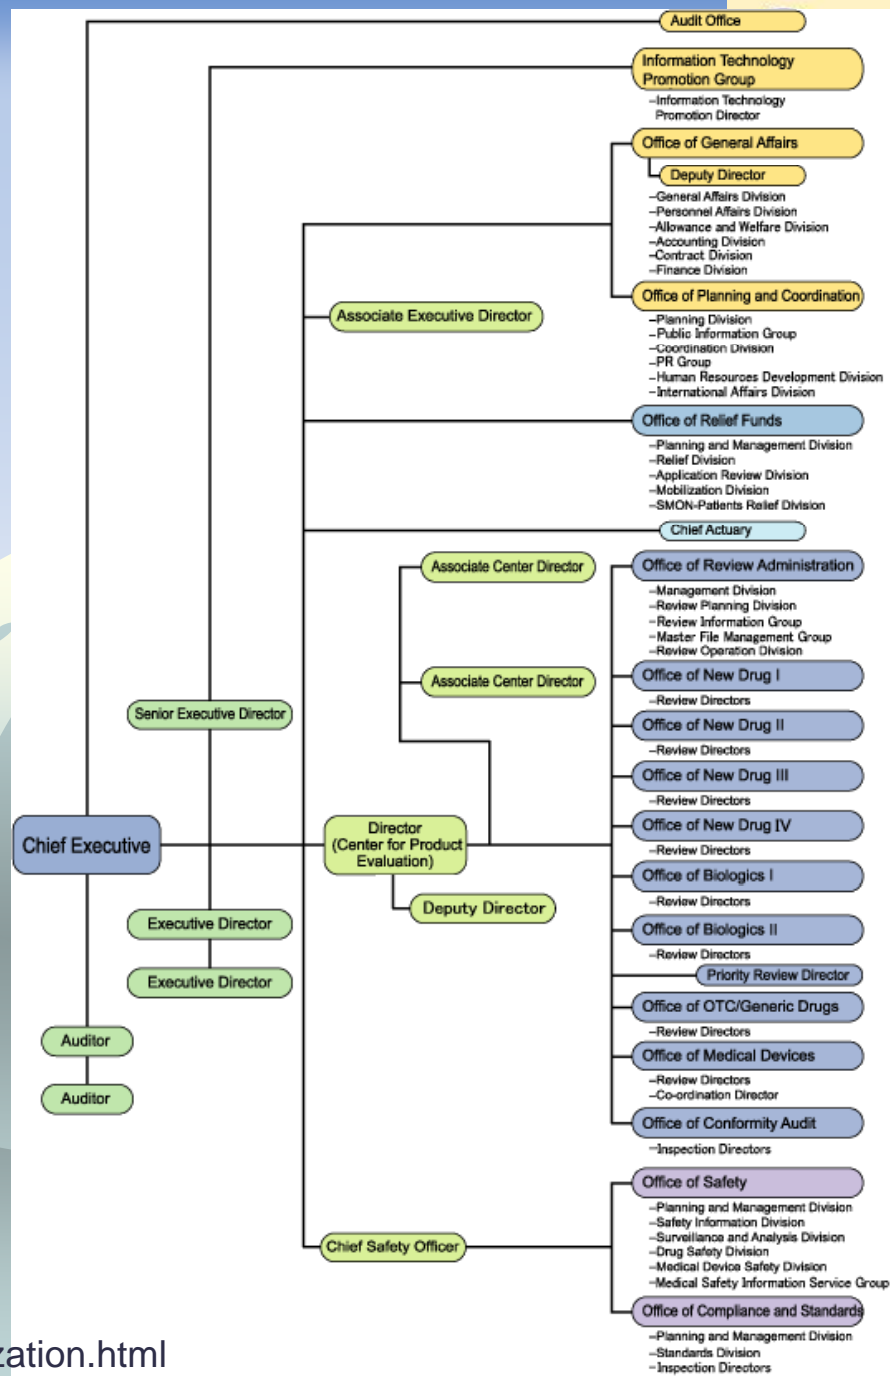 Audit Office
Information Technology
Promotion Group
–Information Technology
Promotion Director
Office of General Affairs
Deputy Director
–General Affairs Division
–Personnel Affairs Division
–Allowance and Welfare Division
–Accounting Division
–Contract Division
–Finance Division
Associate Executive Director
Office of Planning and Coordination
–Planning Division
–Public Information Group
–Coordination Division
–PR Group
–Human Resources Development Division
–International Affairs Division
Office of Relief Funds
–Planning and Management Division
–Relief Division
–Application Review Division
–Mobilization Division
–SMON-Patients Relief Division
Chief Actuary
Associate Center Director
Office of Review Administration
–Management Division
–Review Planning Division
–Review Information Group
–Master File Management Group
–Review Operation Division
Associate Center Director
Office of New Drug I
–Review Directors
Senior Executive Director
Office of New Drug II
–Review Directors
Office of New Drug III
–Review Directors
Chief Executive
Director
(Center for Product
Evaluation)
Office of New Drug IV
–Review Directors
Office of Biologics I
–Review Directors
Deputy Director
Executive Director
Office of Biologics II
–Review Directors
Priority Review Director
Executive Director
Office of OTC/Generic Drugs
–Review Directors
Auditor
Office of Medical Devices
–Review Directors
–Co-ordination Director
Auditor
Office of Conformity Audit
–Inspection Directors
Office of Safety
–Planning and Management Division
–Safety Information Division
–Surveillance and Analysis Division
–Drug Safety Division
–Medical Device Safety Division
–Medical Safety Information Service Group
Chief Safety Officer
Office of Compliance and Standards
–Planning and Management Division
–Standards Division
–Inspection Directors
zation.html